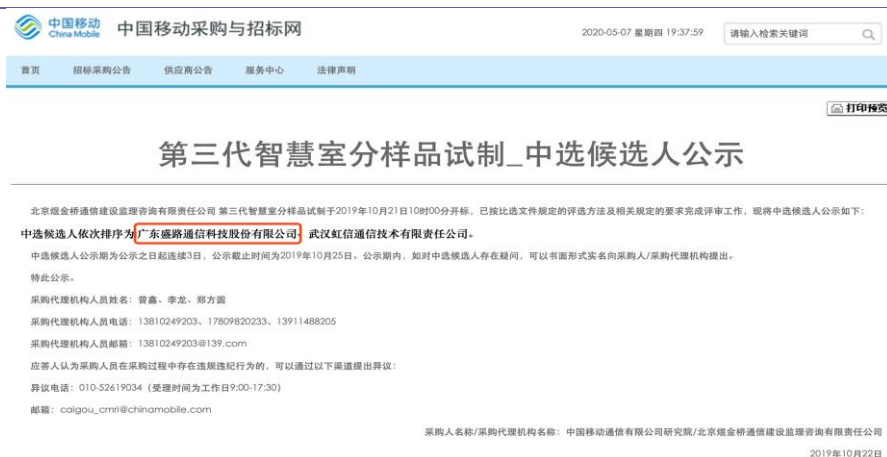 中国移动
China Mobile
中国移动采购与招标网
2020-05-07 星期四 19:37:59
请输入检索关键词
首页 招标采购公告 供应商公告 服务中心 法律声明
打印预览
第三代智慧室分样品试制_中选候选人公示
北京煜金桥通信建设监理咨询有限责任公司 第三代智慧室分样品试制于2019年10月21日10时00分开标，已按比选文件规定的评选方法及相关规定的要求完成评审工作，现将中选候选人公示如下：
中选候选人依次排序为:广东盛路通信科技股份有限公司、武汉虹信通信技术有限责任公司。
中选候选人公示期为公示之日起连续3日，公示截止时间为2019年10月25日。公示期内，如对中选候选人存在疑问，可以书面形式实名向采购人/采购代理机构提出。
特此公示。
采购代理机构人员姓名：曾鑫、李龙、郑方圆
采购代理机构人员电话：13810249203、17809820233、13911488205
采购代理机构人员邮箱：13810249203@139.com
应答人认为采购人员在采购过程中存在违规违纪行为的，可以通过以下渠道提出异议：
异议电话：010-52619034（受理时间为工作日9:00-17:30）
邮箱：caigou_cmri@chinamobile.com
采购人名称/采购代理机构名称：中国移动通信有限公司研究院/北京煜金桥通信建设监理咨询有限责任公司
2019年10月22日